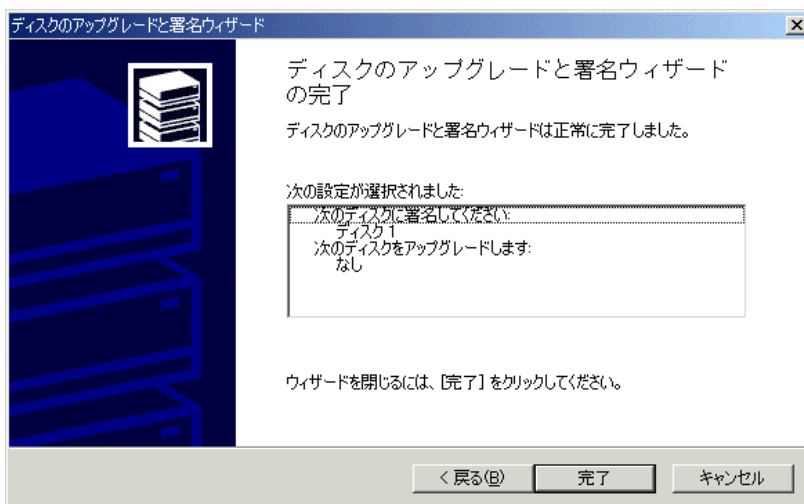 ディスクのアップグレードと署名ウィザード
ディスクのアップグレードと署名ウィザード
の完了
ディスクのアップグレードと署名ウィザードは正常に完了しました。
次の設定が選択されました:
次のディスクに署名してください:
ディスク 1
次のディスクをアップグレードします:
なし
ウィザードを閉じるには、[完了] をクリックしてください。
< 戻る(B)
完了
キャンセル